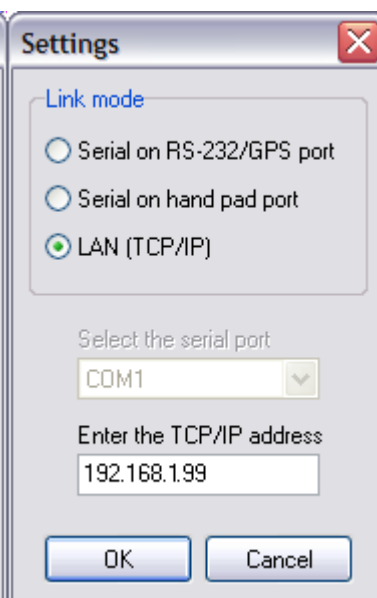 Settings
Link mode
Serial on RS-232/GPS port
Serial on hand pad port
LAN (TCP/IP)
Select the serial port
COM1
Enter the TCP/IP address
192.168.1.99
OK
Cancel